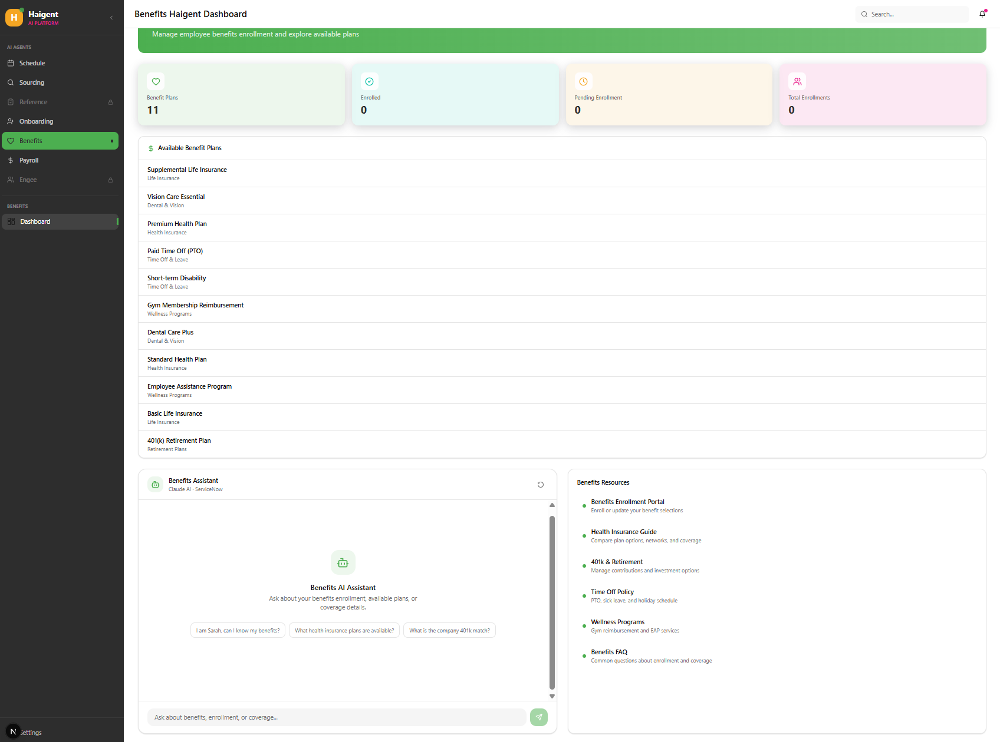 H
Haigent
AI PLATFORM
AI AGENTS
Schedule
Sourcing
Reference
Onboarding
Benefits
Payroll
Engee
BENEFITS
Dashboard
N
Settings
Benefits Haigent Dashboard
Search...
Manage employee benefits enrollment and explore available plans
Benefit Plans
11
Enrolled
0
Pending Enrollment
0
Total Enrollments
0
Available Benefit Plans
Supplemental Life Insurance
Life Insurance
Vision Care Essential
Dental & Vision
Premium Health Plan
Health Insurance
Paid Time Off (PTO)
Time Off & Leave
Short-term Disability
Time Off & Leave
Gym Membership Reimbursement
Wellness Programs
Dental Care Plus
Dental & Vision
Standard Health Plan
Health Insurance
Employee Assistance Program
Wellness Programs
Basic Life Insurance
Life Insurance
401(k) Retirement Plan
Retirement Plans
Benefits Assistant
Claude AI · ServiceNow
Benefits AI Assistant
Ask about your benefits enrollment, available plans, or
coverage details.
I am Sarah, can I know my benefits?
What health insurance plans are available?
What is the company 401k match?
Ask about benefits, enrollment, or coverage...
Benefits Resources
Benefits Enrollment Portal
Enroll or update your benefit selections
Health Insurance Guide
Compare plan options, networks, and coverage
401k & Retirement
Manage contributions and investment options
Time Off Policy
PTO, sick leave, and holiday schedule
Wellness Programs
Gym reimbursement and EAP services
Benefits FAQ
Common questions about enrollment and coverage